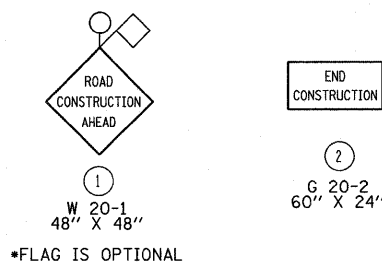 ROAD
CONSTRUCTION
AHEAD
1
W 20-1
48" X 48"
*FLAG IS OPTIONAL
END
CONSTRUCTION
2
G 20-2
60" X 24"